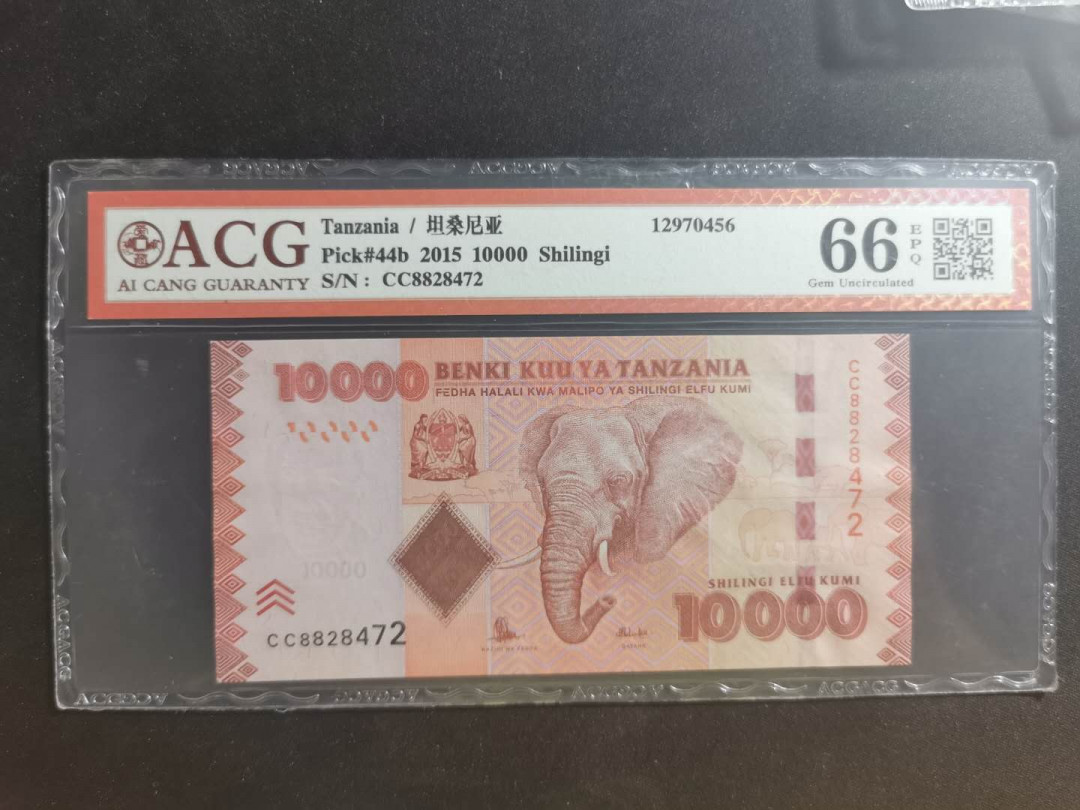 ACG
AI CANG GUARANTY
Tanzania / 坦桑尼亚
Pick#44b 2015 10000 Shilingi
S/N : CC8828472
12970456
66
EPQ
Gem Uncirculated
10000
BENKI KUU YA TANZANIA
FEDHA HALALI KWA MALIPO YA SHILINGI ELFU KUMI
CC8828472
10000
SHILINGI ELFU KUMI
10000
CC8828472